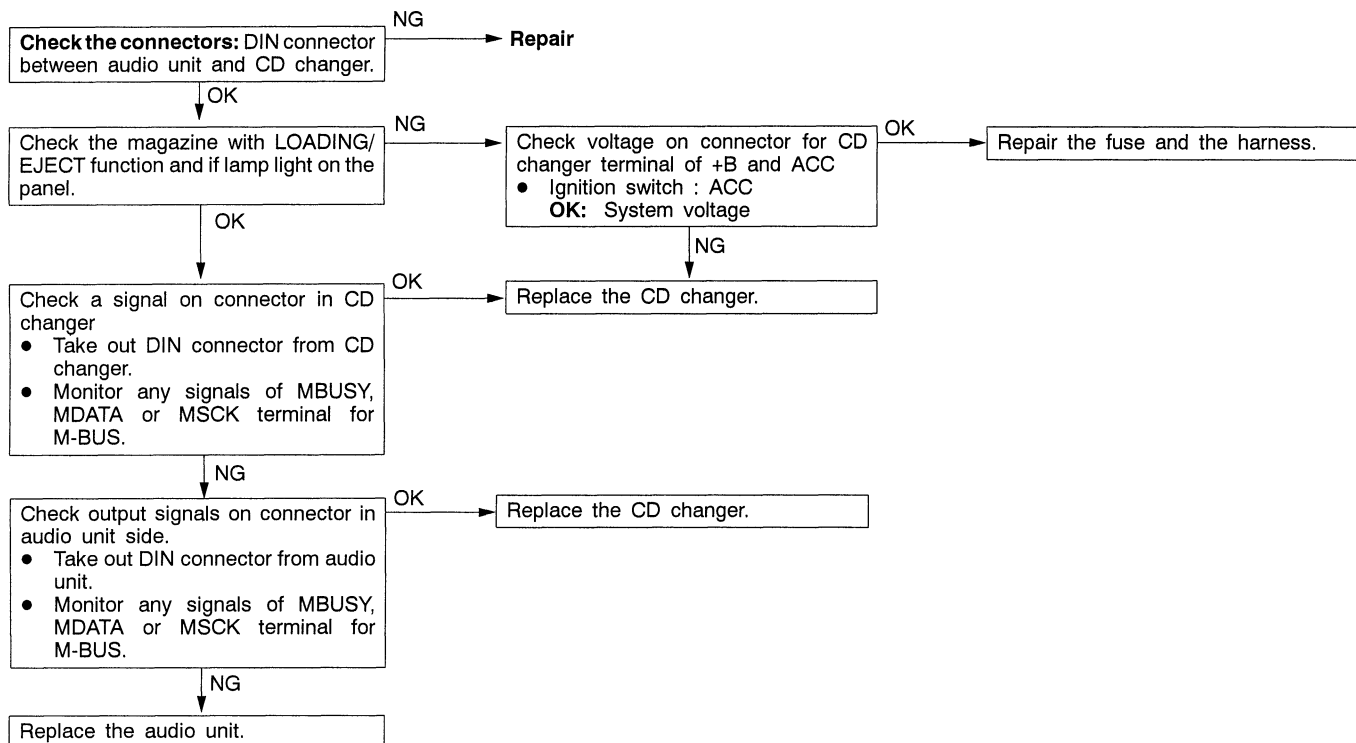 Check the connectors: DIN connector
between audio unit and CD changer.
NG
Repair
OK
Check the magazine with LOADING/
EJECT function and if lamp light on the
panel.
NG
Check voltage on connector for CD
changer terminal of +B and ACC
● Ignition switch : ACC
OK: System voltage
OK
Repair the fuse and the harness.
OK
NG
Check a signal on connector in CD
changer
● Take out DIN connector from CD
changer.
● Monitor any signals of MBUSY,
MDATA or MSCK terminal for
M-BUS.
OK
Replace the CD changer.
NG
Check output signals on connector in
audio unit side.
● Take out DIN connector from audio
unit.
● Monitor any signals of MBUSY,
MDATA or MSCK terminal for
M-BUS.
OK
Replace the CD changer.
NG
Replace the audio unit.